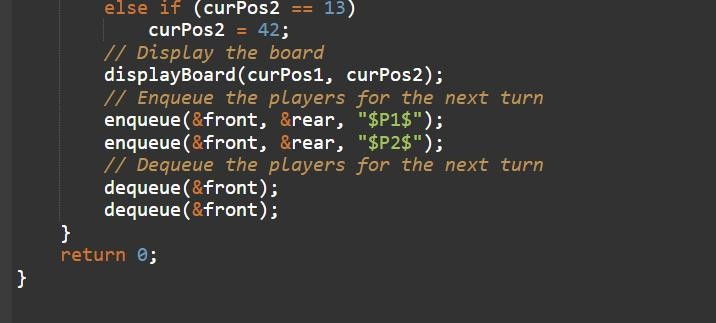 else if (curPos2 == 13)
curPos2 = 42;
// Display the board
displayBoard(curPos1, curPos2);
// Enqueue the players for the next turn
enqueue(&front, &rear, "$P1$");
enqueue(&front, &rear, "$P2$");
// Dequeue the players for the next turn
dequeue(&front);
dequeue(&front);
}
return 0;
}